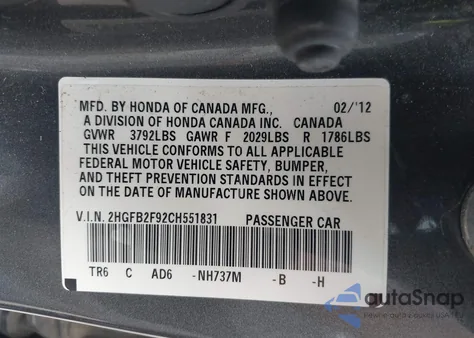 MFD. BY HONDA OF CANADA MFG., 02/'12
A DIVISION OF HONDA CANADA INC. CANADA
GVWR 3792LBS GAWR F 2029LBS R 1786LBS
THIS VEHICLE CONFORMS TO ALL APPLICABLE
FEDERAL MOTOR VEHICLE SAFETY, BUMPER,
AND THEFT PREVENTION STANDARDS IN EFFECT
ON THE DATE OF MANUFACTURE SHOWN ABOVE.
V.I.N. 2HGFB2F92CH551831 PASSENGER CAR
TR6 C AD6 -NH737M -B -H
autoSnap